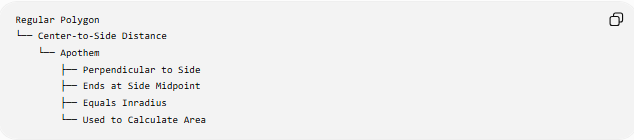 Regular Polygon
└── Center-to-Side Distance
    └── Apothem
        ├── Perpendicular to Side
        ├── Ends at Side Midpoint
        ├── Equals Inradius
        └── Used to Calculate Area